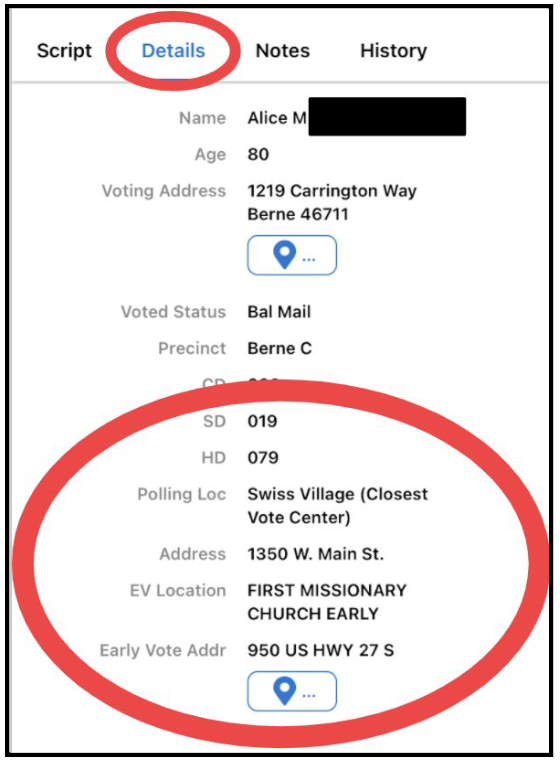 Script Details Notes History
Name Alice M
Age 80
Voting Address 1219 Carrington Way
Berne 46711
...
Voted Status Bal Mail
Precinct Berne C
CD
SD 019
HD 079
Polling Loc Swiss Village (Closest
Vote Center)
Address 1350 W. Main St.
EV Location FIRST MISSIONARY
CHURCH EARLY
Early Vote Addr 950 US HWY 27 S
...